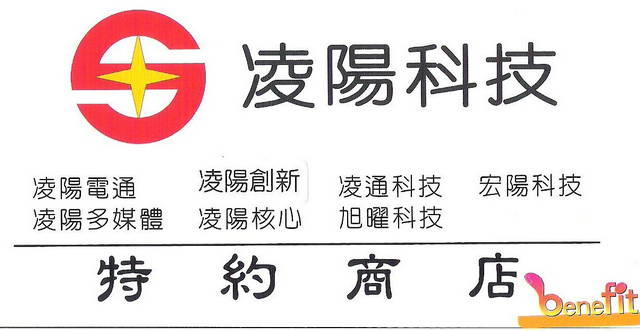 凌陽科技
凌陽電通 凌陽創新 凌通科技 宏陽科技
凌陽多媒體 凌陽核心 旭曜科技
特約商店
benefit